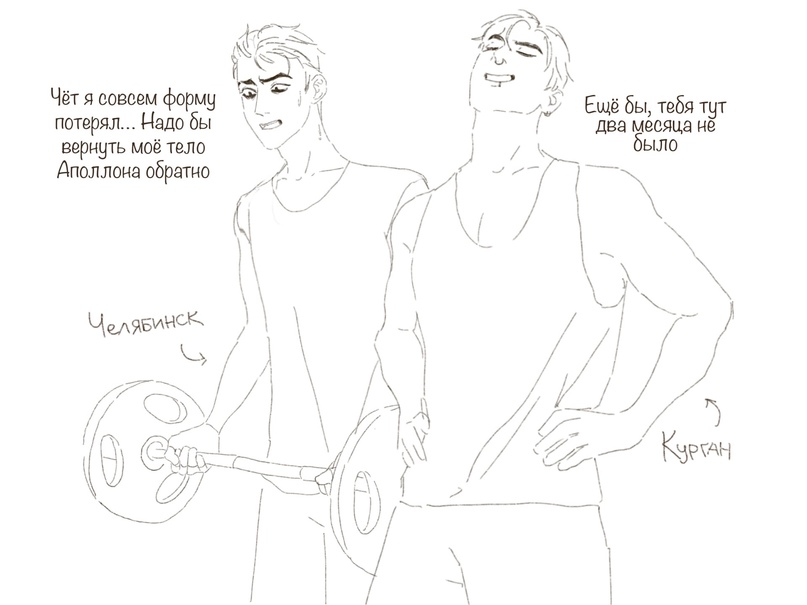 Чёт я совсем форму
потерял... Надо бы
вернуть моё тело
Аполлона обратно
Ещё бы, тебя тут
два месяца не
было
Челябинск
Курган